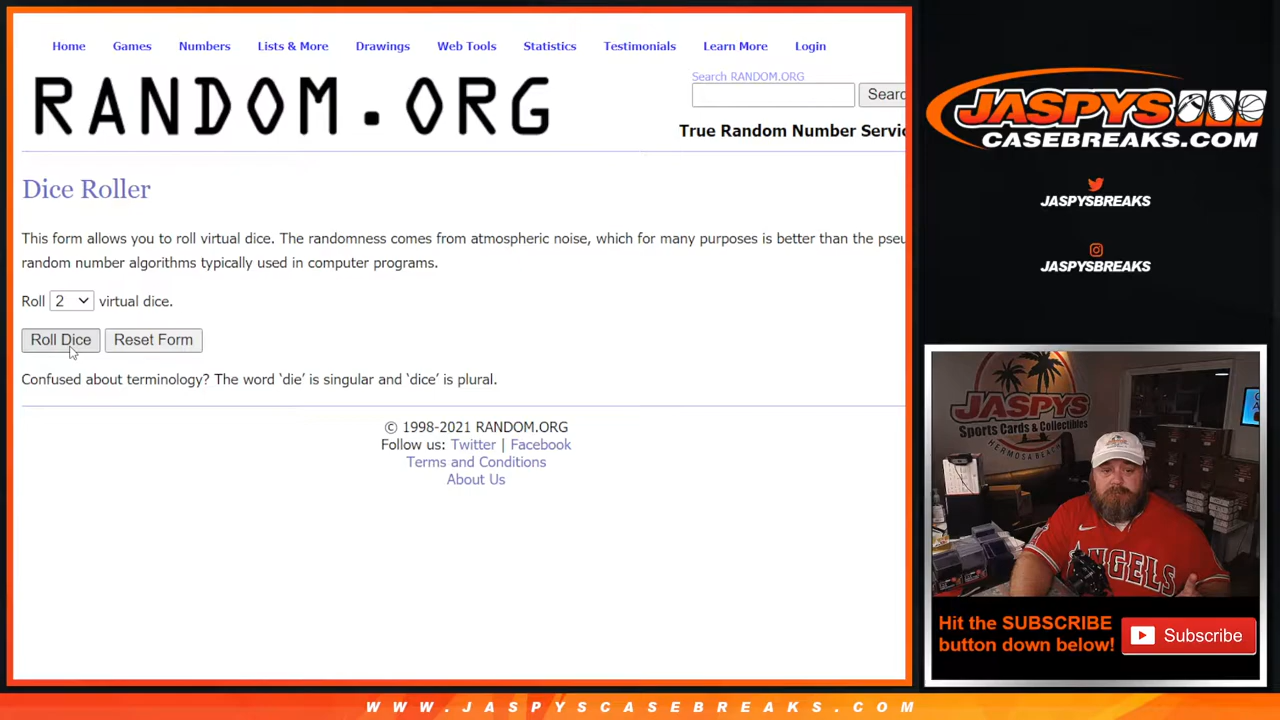 Home Games Numbers Lists & More Drawings Web Tools Statistics Testimonials Learn More Login
RANDOM.ORG
Search RANDOM.ORG
Searc
True Random Number Servic
Dice Roller
This form allows you to roll virtual dice. The randomness comes from atmospheric noise, which for many purposes is better than the pseu
random number algorithms typically used in computer programs.
Roll 2 virtual dice.
Roll Dice Reset Form
Confused about terminology? The word ‘die’ is singular and ‘dice’ is plural.
© 1998-2021 RANDOM.ORG
Follow us: Twitter | Facebook
Terms and Conditions
About Us
JASPYS
CASEBREAKS.COM
JASPYSBREAKS
JASPYSBREAKS
JASPYS
Sports Cards & Collectibles
HERMOSA BEACH
ANGELS
Hit the SUBSCRIBE
button down below!
Subscribe
WWW.JASPYSCASEBREAKS.COM